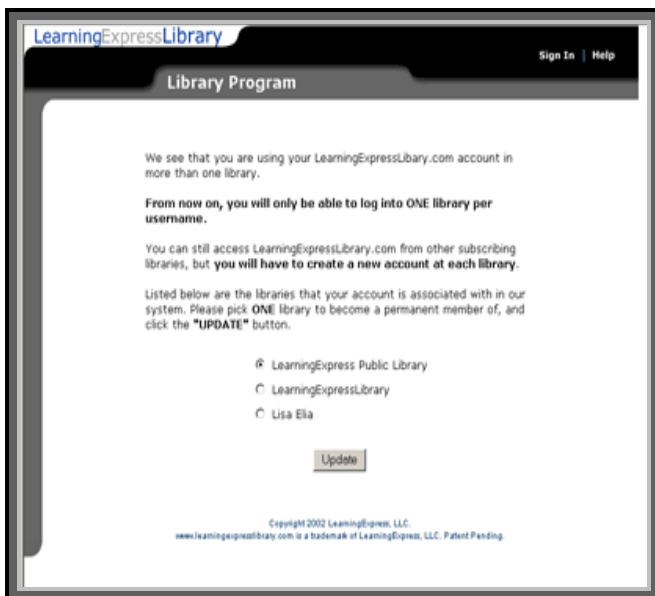 LearningExpressLibrary
Sign In | Help
Library Program
We see that you are using your LearningExpressLibary.com account in
more than one library.
From now on, you will only be able to log into ONE library per
username.
You can still access LearningExpressLibrary.com from other subscribing
libraries, but you will have to create a new account at each library.
Listed below are the libraries that your account is associated with in our
system. Please pick ONE library to become a permanent member of, and
click the "UPDATE" button.
LearningExpress Public Library
LearningExpressLibrary
Lisa Elia
Update
Copyright 2002 LearningExpress, LLC.
www.learningexpresslibrary.com is a trademark of LearningExpress, LLC. Patent Pending.